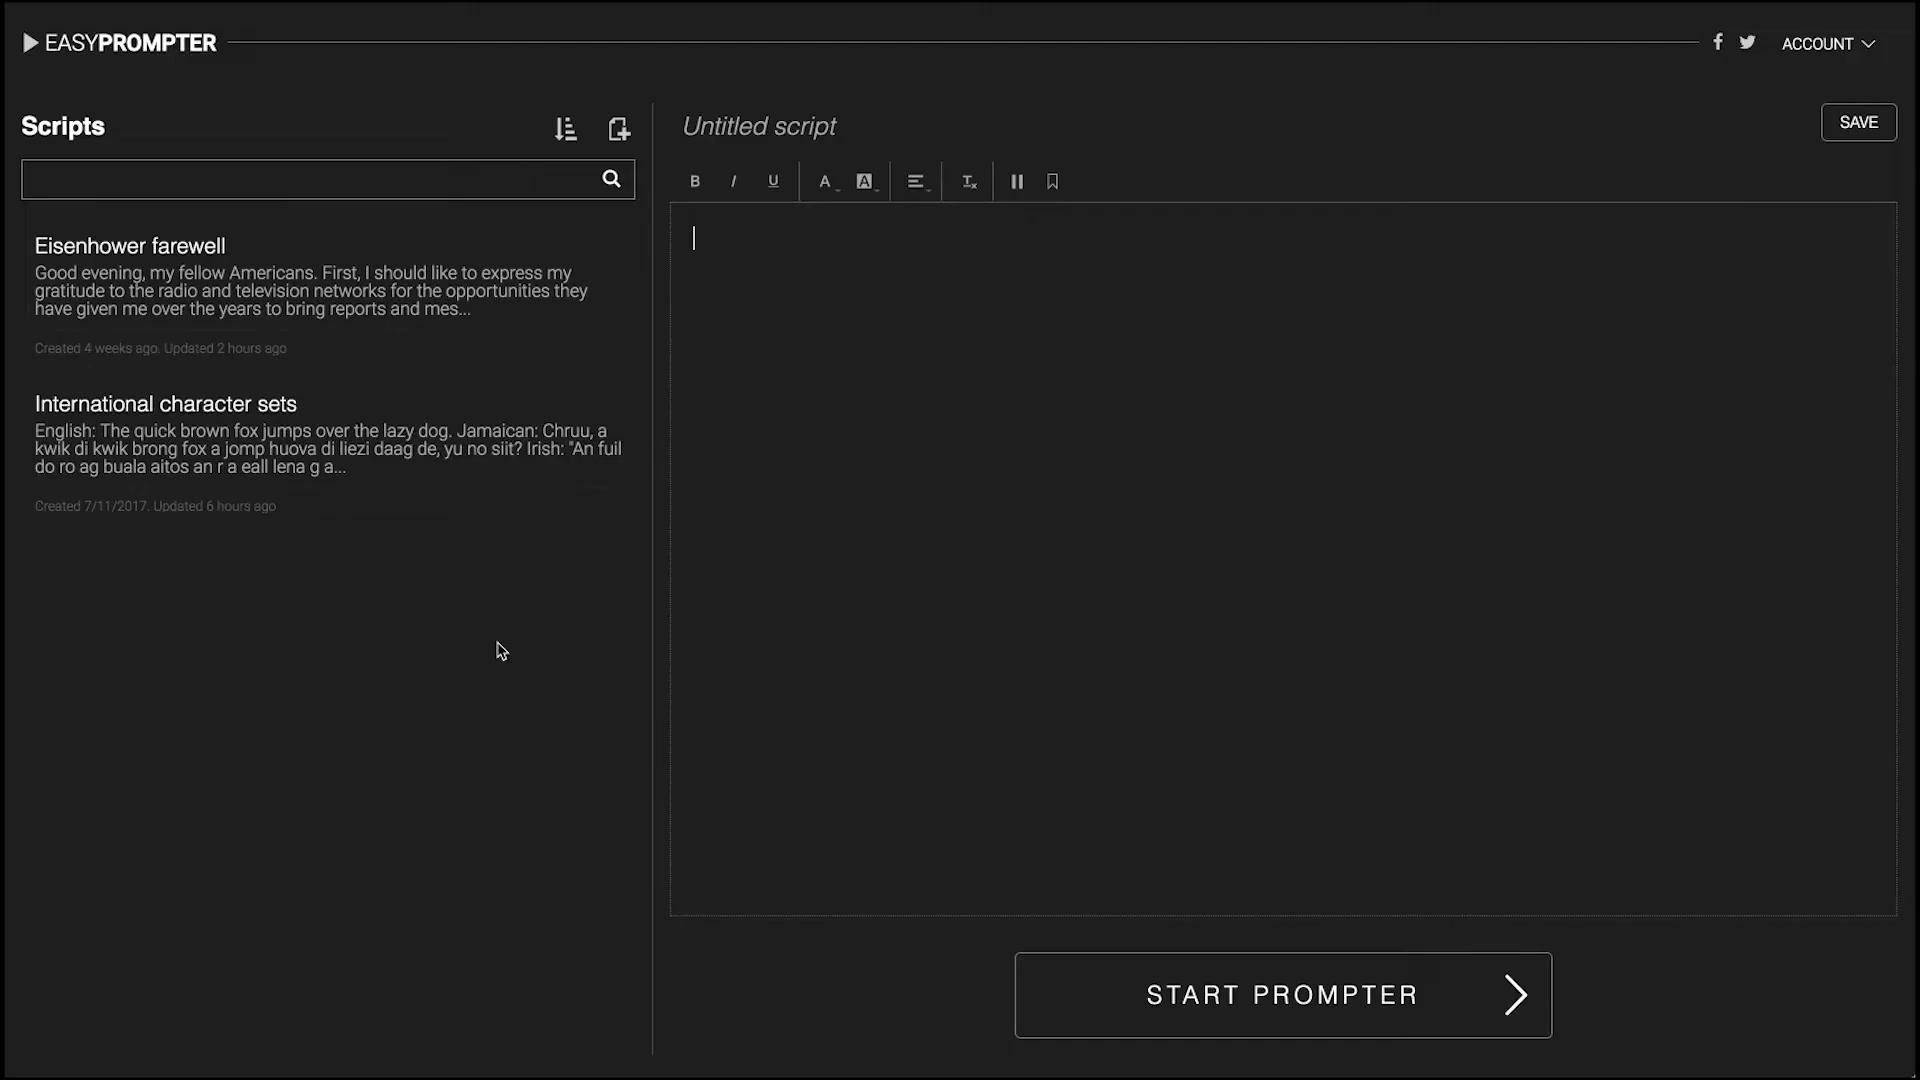 EASYPROMPTER
ACCOUNT
Scripts
Untitled script
SAVE
B I U A A Tx
Eisenhower farewell
Good evening, my fellow Americans. First, I should like to express my
gratitude to the radio and television networks for the opportunities they
have given me over the years to bring reports and mes...
Created 4 weeks ago. Updated 2 hours ago
International character sets
English: The quick brown fox jumps over the lazy dog. Jamaican: Chruu, a
kwik di kwik brong fox a jomp huova di liezi daag de, yu no siit? Irish: "An fuil
do ro ag buala aitos an r a eall lena g a...
Created 7/11/2017. Updated 6 hours ago
START PROMPTER